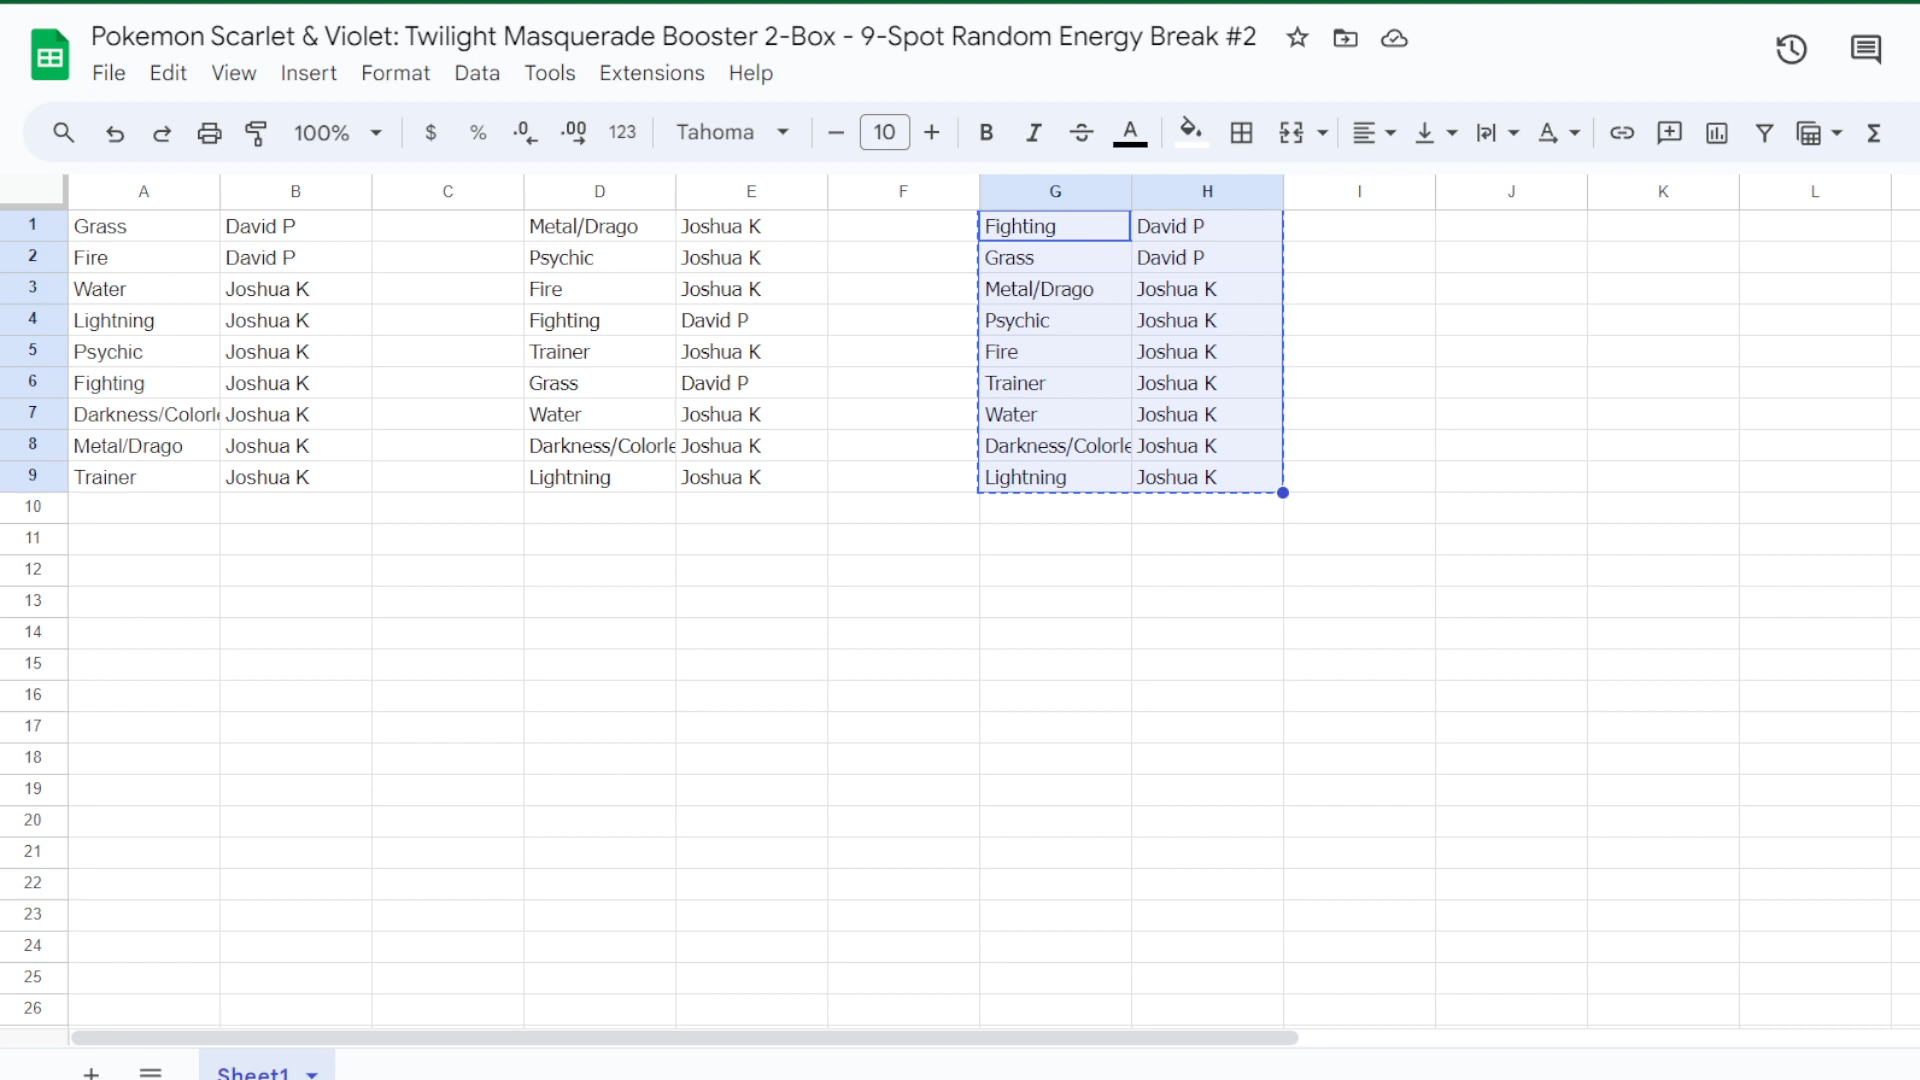 Pokemon Scarlet & Violet: Twilight Masquerade Booster 2-Box - 9-Spot Random Energy Break #2
File Edit View Insert Format Data Tools Extensions Help
100% $ % .0 .00 123 Tahoma - 10 + B I S A
A B C D E F G H I J K L
1 Grass David P Metal/Drago Joshua K Fighting David P
2 Fire David P Psychic Joshua K Grass David P
3 Water Joshua K Fire Joshua K Metal/Drago Joshua K
4 Lightning Joshua K Fighting David P Psychic Joshua K
5 Psychic Joshua K Trainer Joshua K Fire Joshua K
6 Fighting Joshua K Grass David P Trainer Joshua K
7 Darkness/Colorl Joshua K Water Joshua K Water Joshua K
8 Metal/Drago Joshua K Darkness/Colorle Joshua K Darkness/Colorle Joshua K
9 Trainer Joshua K Lightning Joshua K Lightning Joshua K
10
11
12
13
14
15
16
17
18
19
20
21
22
23
24
25
26
Sheet1